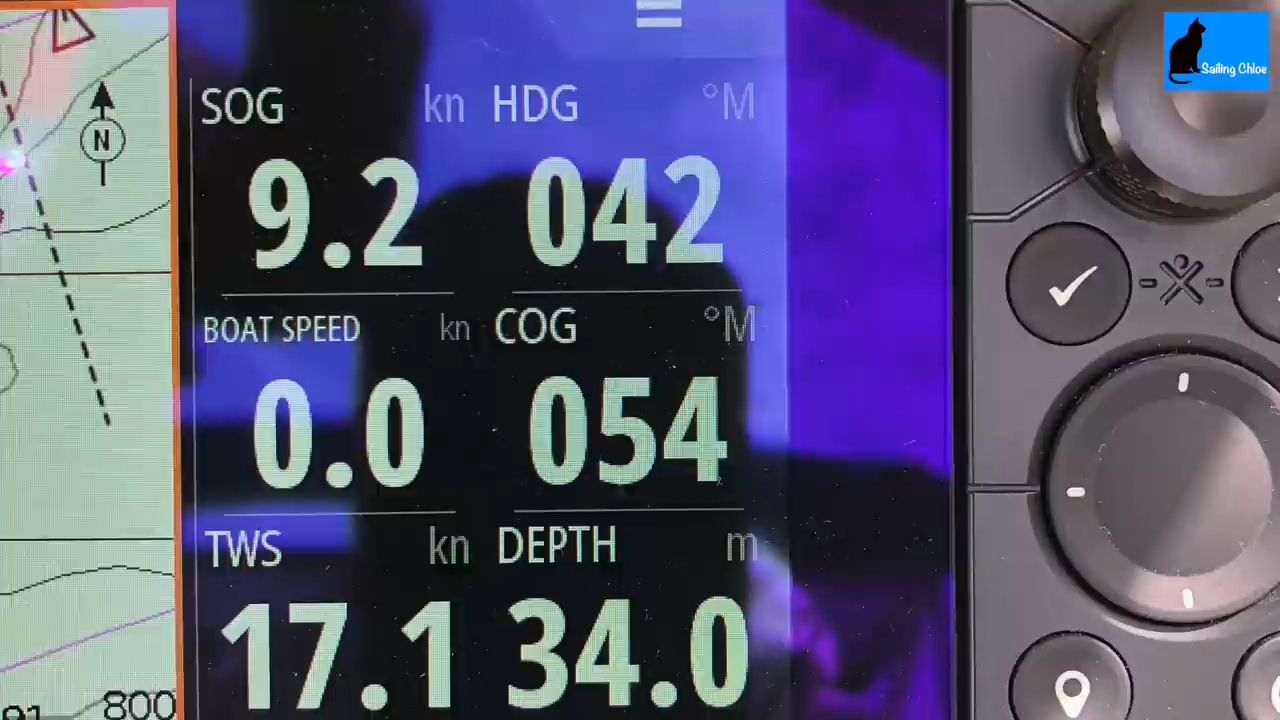 Sailing Chloe
N
SOG kn HDG °M
9.2 042
BOAT SPEED kn COG °M
0.0 054
TWS kn DEPTH m
17.1 34.0
800